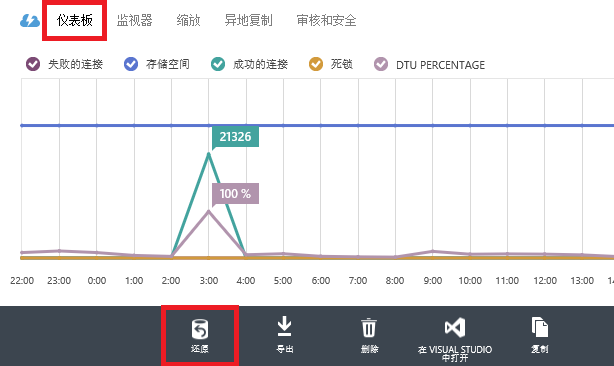 仪表板 监视器 缩放 异地复制 审核和安全
失败的连接 存储空间 成功的连接 死锁 DTU PERCENTAGE
21326
100 %
22:00 23:00 0:00 1:00 2:00 3:00 4:00 5:00 6:00 7:00 8:00 9:00 10:00 11:00 12:00 13:00
还原 导出 删除 在 VISUAL STUDIO 复制
中打开